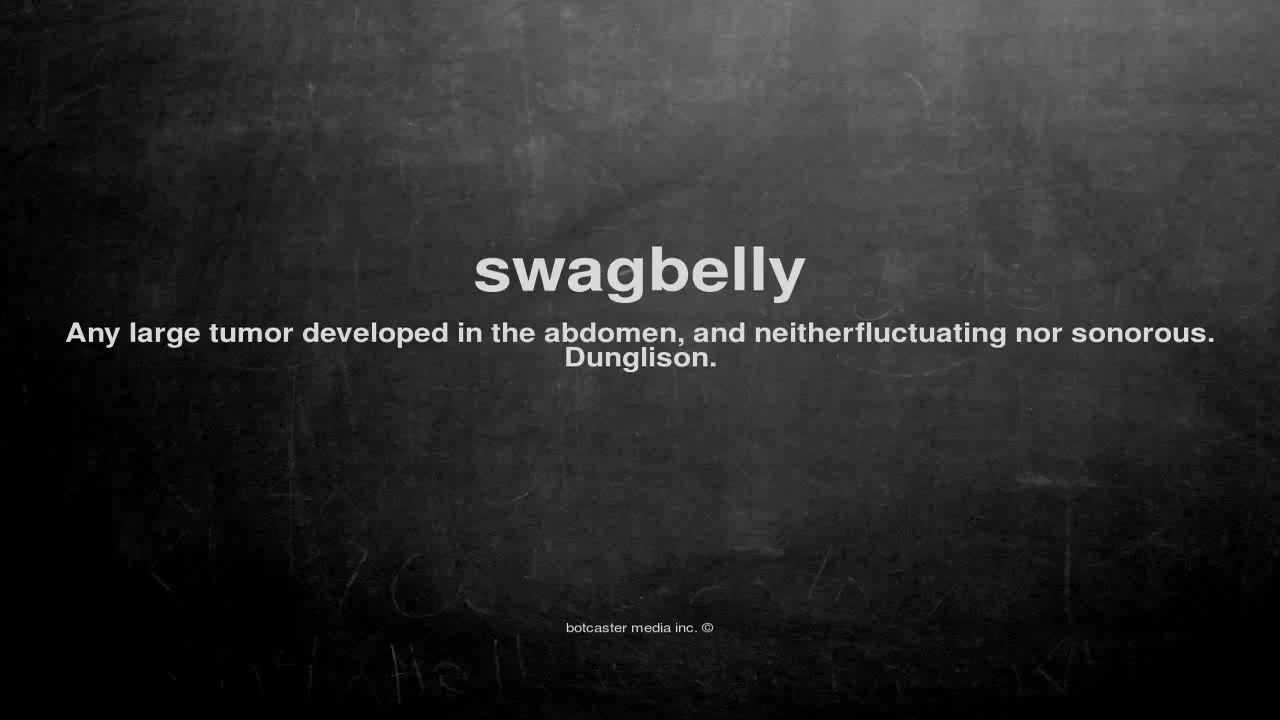 swagbelly
Any large tumor developed in the abdomen, and neitherfluctuating nor sonorous.
Dunglison.
botcaster media inc. ©